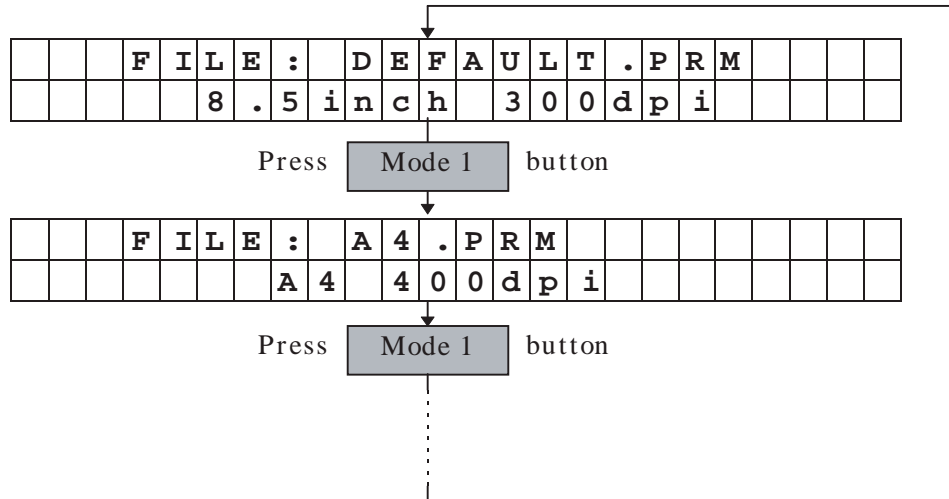 FILE: DEFAULT.PRM
8.5inch 300dpi
Press Mode 1 button
FILE: A4.PRM
A4 400dpi
Press Mode 1 button